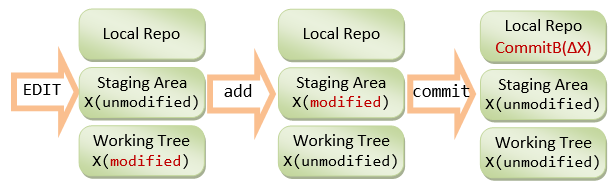 EDIT
Local Repo
Staging Area
X(unmodified)
Working Tree
X(modified)
add
Local Repo
Staging Area
X(modified)
Working Tree
X(unmodified)
commit
Local Repo
CommitB(ΔX)
Staging Area
X(unmodified)
Working Tree
X(unmodified)